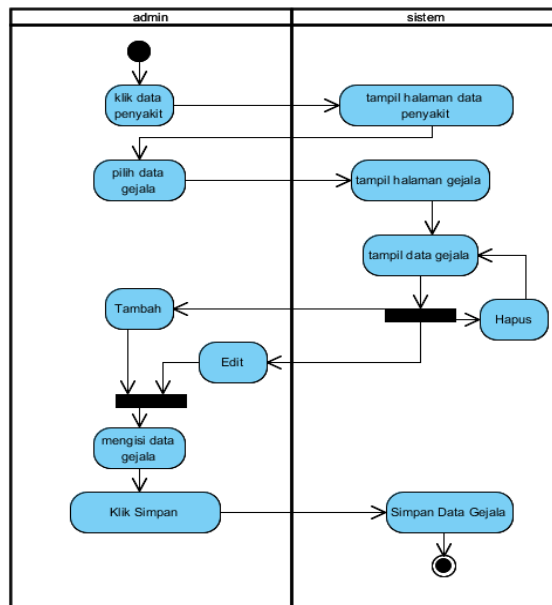 admin
sistem
klik data
penyakit
tampil halaman data
penyakit
pilih data
gejala
tampil halaman gejala
tampil data gejala
Tambah
Hapus
Edit
mengisi data
gejala
Klik Simpan
Simpan Data Gejala